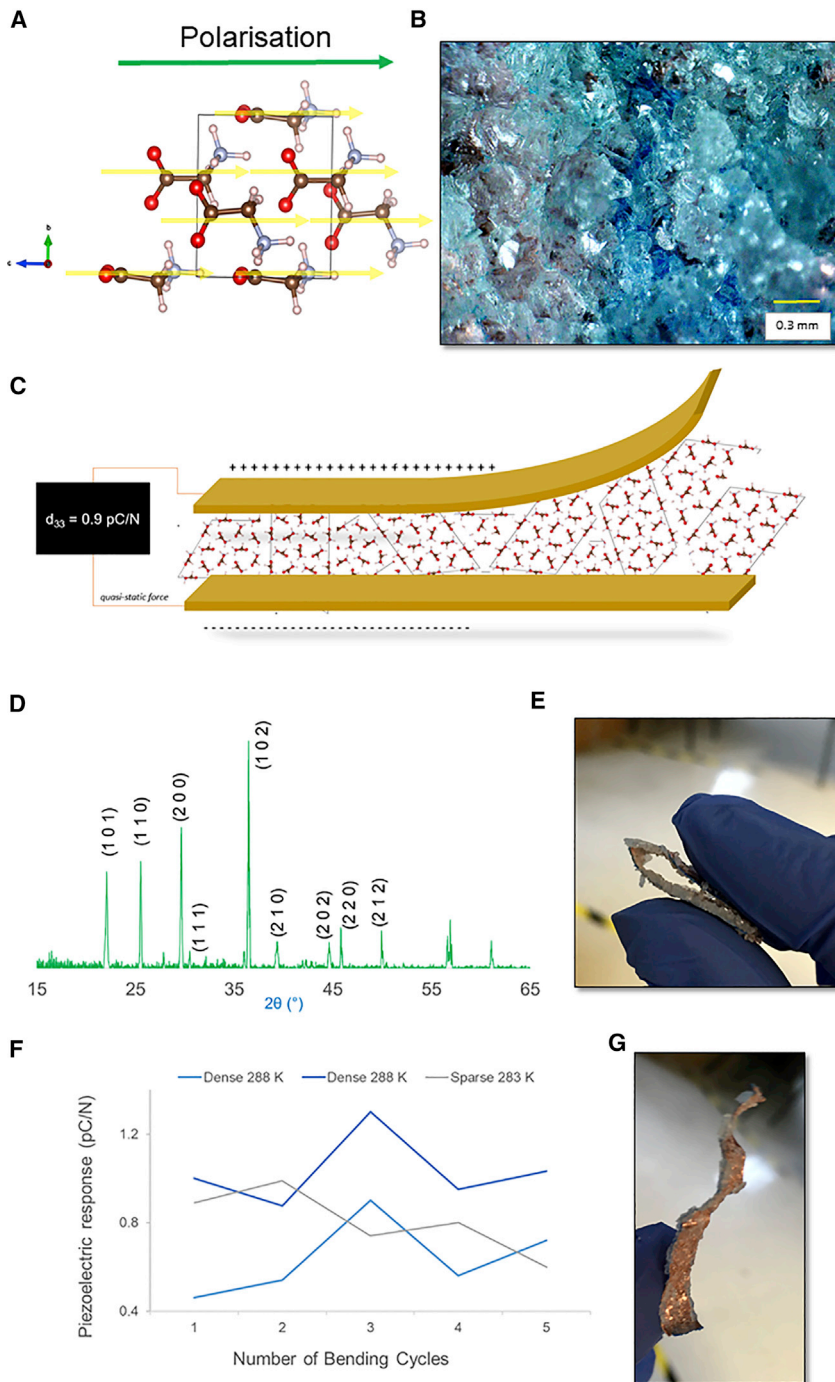 A
Polarisation
b
c
B
0.3 mm
C
+++++++++++++++++++++++
d33 = 0.9 pC/N
quasi-static force
D
(1 0 1)
(1 1 0)
(2 0 0)
(1 1 1)
(1 0 2)
(2 1 0)
(2 0 2)
(2 2 0)
(2 1 2)
15 25 35 45 55 65
2θ (°)
E
F
Dense 288 K Dense 288 K Sparse 283 K
Piezoelectric response (pC/N)
1.2
0.8
0.4
1 2 3 4 5
Number of Bending Cycles
G